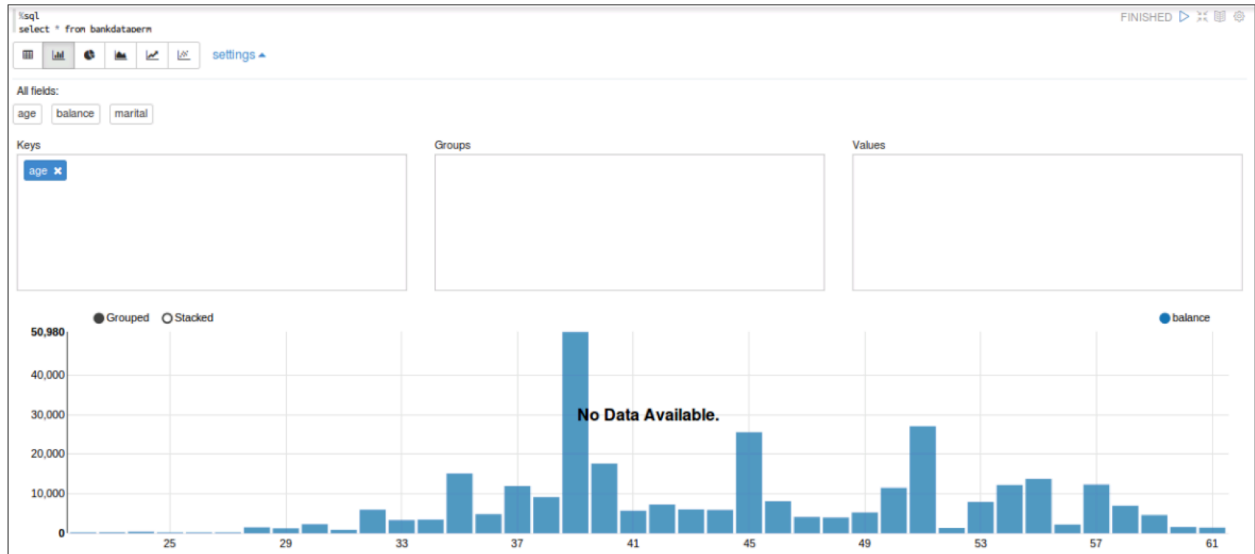 %sql
FINISHED
select * from bankdataperm
settings
All fields:
age balance marital
Keys Groups Values
age ×
Grouped Stacked balance
50,980
40,000
30,000
No Data Available.
20,000
10,000
0
25 29 33 37 41 45 49 53 57 61